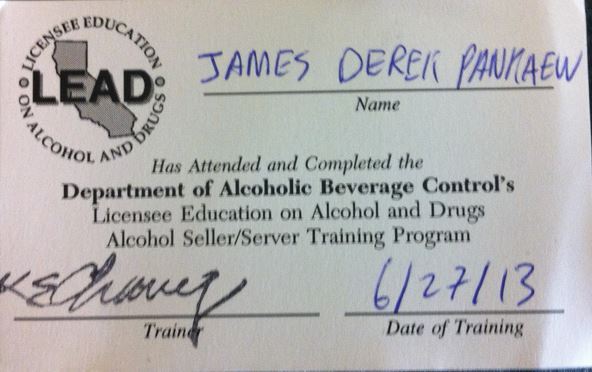 LICENSEE EDUCATION
LEAD
ON ALCOHOL AND DRUGS
JAMES DEREK PANKAEW
Name
Has Attended and Completed the
Department of Alcoholic Beverage Control's
Licensee Education on Alcohol and Drugs
Alcohol Seller/Server Training Program
6/27/13
Trainer
Date of Training